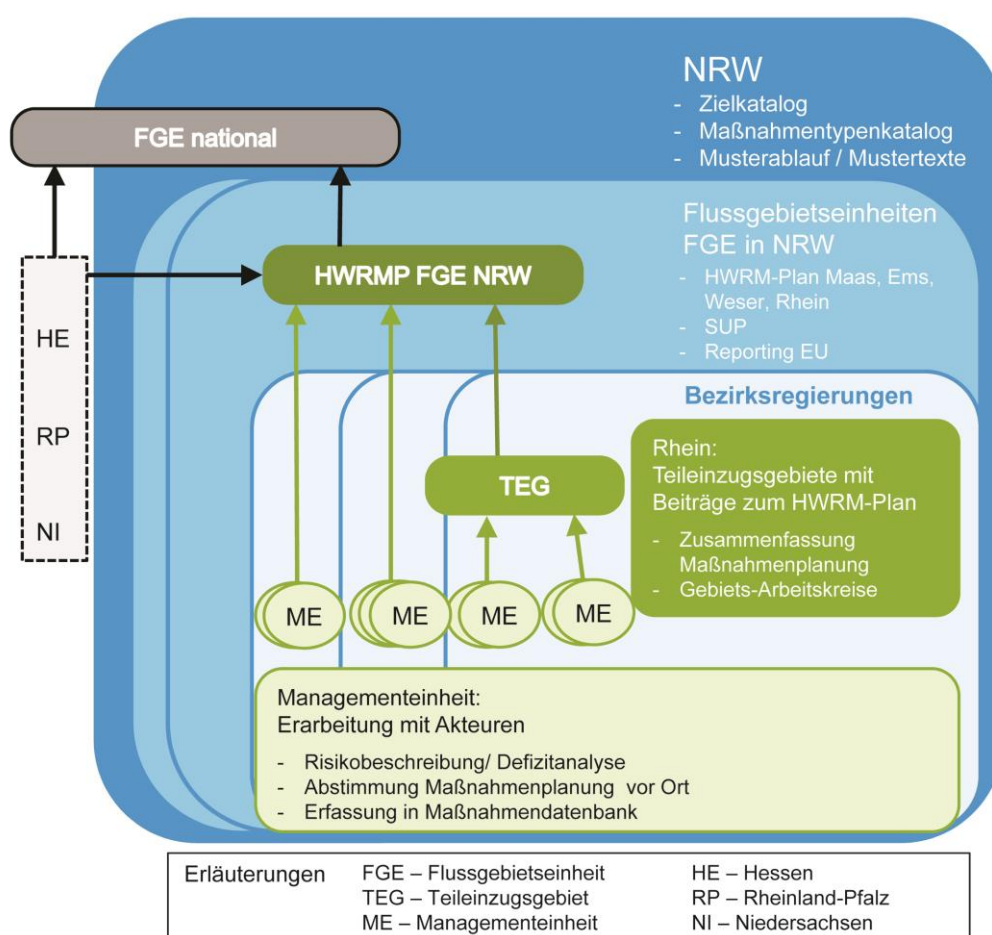 NRW
- Zielkatalog
- Maßnahmentypenkatalog
- Musterablauf / Mustertexte
FGE national
Flussgebietseinheiten
FGE in NRW
- HWRM-Plan Maas, Ems,
Weser, Rhein
- SUP
- Reporting EU
HWRMP FGE NRW
HE
RP
NI
Bezirksregierungen
Rhein:
Teileinzugsgebiete mit
Beiträge zum HWRM-Plan
- Zusammenfassung
Maßnahmenplanung
- Gebiets-Arbeitskreise
TEG
ME
ME
ME
ME
Managementeinheit:
Erarbeitung mit Akteuren
- Risikobeschreibung/ Defizitanalyse
- Abstimmung Maßnahmenplanung vor Ort
- Erfassung in Maßnahmendatenbank
Erläuterungen
FGE – Flussgebietseinheit
TEG – Teileinzugsgebiet
ME – Managementeinheit
HE – Hessen
RP – Rheinland-Pfalz
NI – Niedersachsen